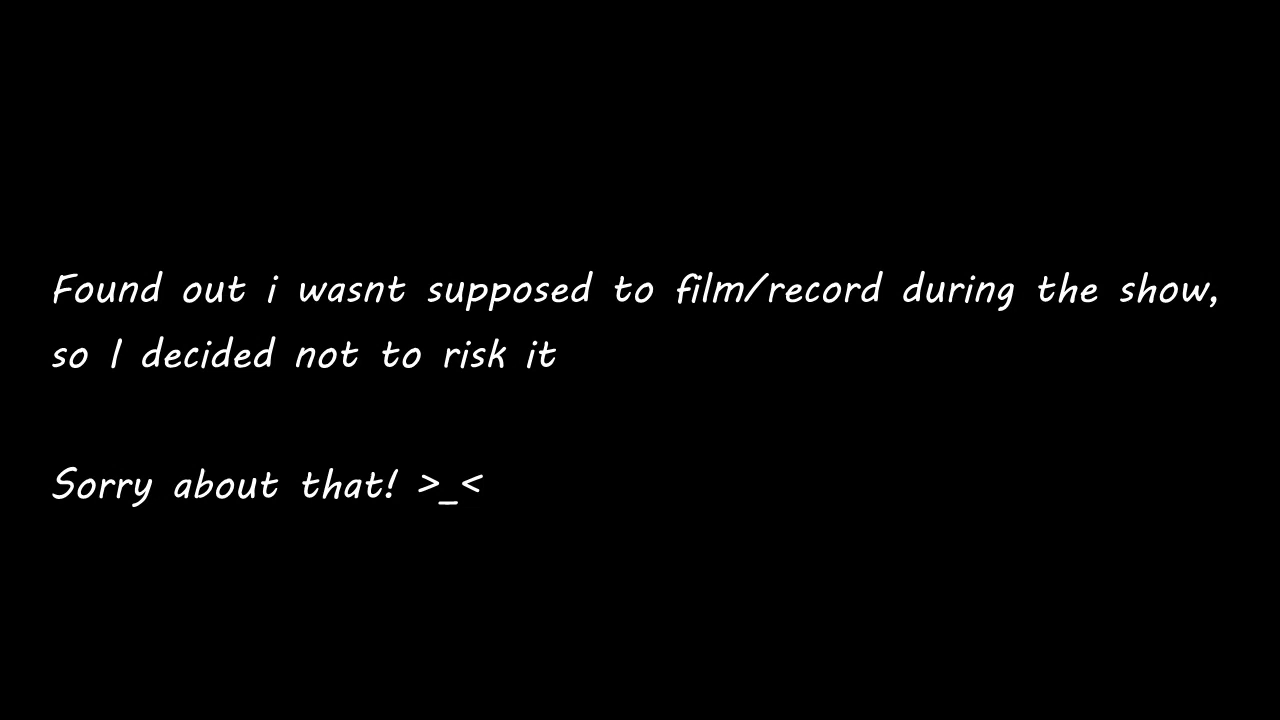 Found out i wasnt supposed to film/record during the show,
so I decided not to risk it
Sorry about that! >_<